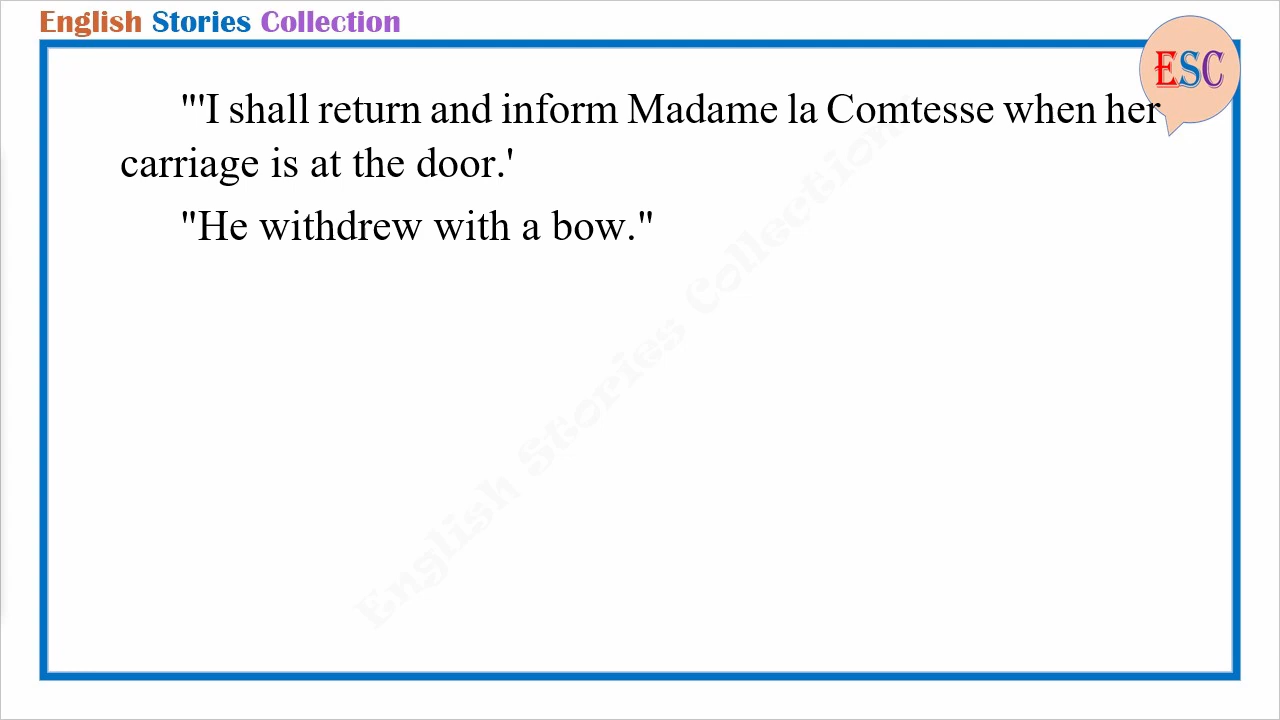 English Stories Collection
ESC
"'I shall return and inform Madame la Comtesse when her
carriage is at the door.'
"He withdrew with a bow."
English Stories Collection